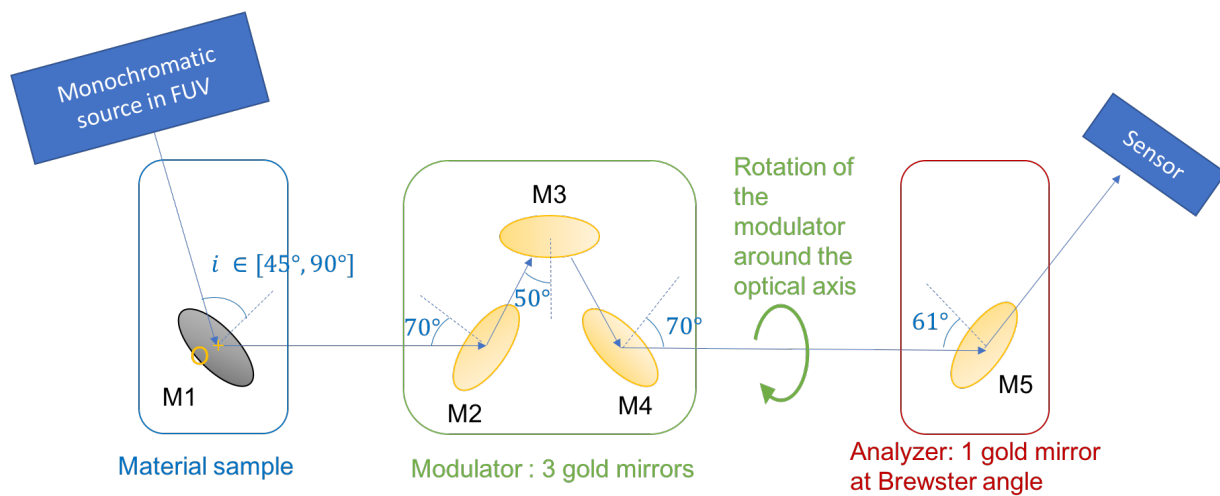 Monochromatic
source in FUV
Sensor
M3
Rotation of
the
modulator
around the
optical axis
i ∈ [45°, 90°]
50°
70°
70°
61°
M1
M2
M4
M5
Material sample
Modulator : 3 gold mirrors
Analyzer: 1 gold mirror
at Brewster angle